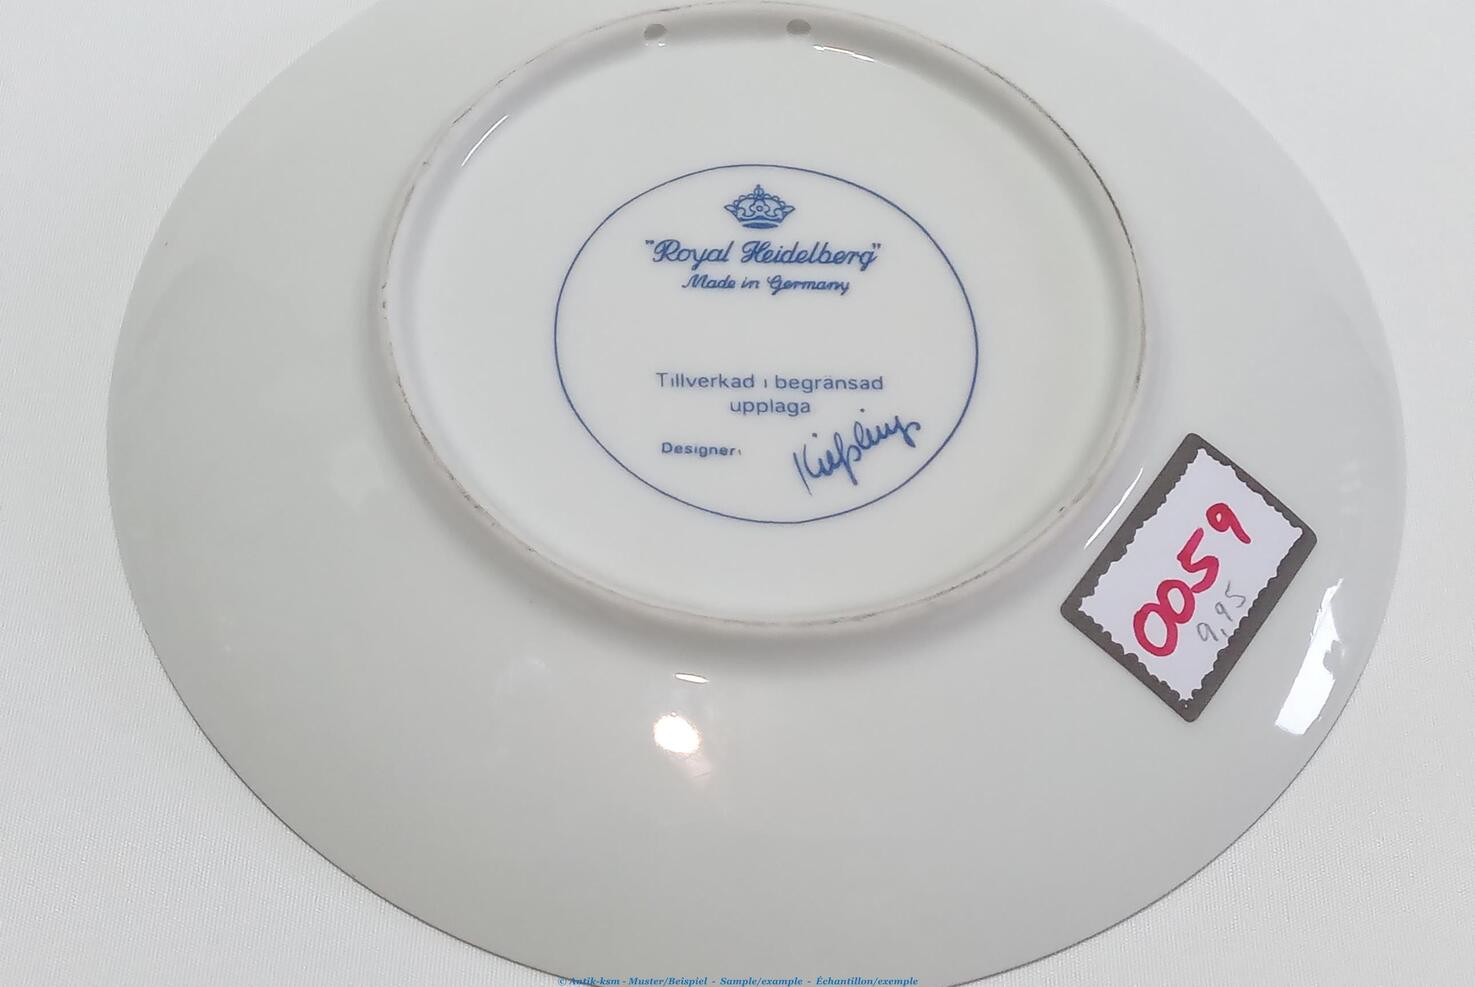 "Royal Heidelberg"
Made in Germany
Tillverkad i begränsad
upplaga
Designer:
Kießling
0059
9,95
© Antik-ksm - Muster/Beispiel - Sample/example - Échantillon/exemple